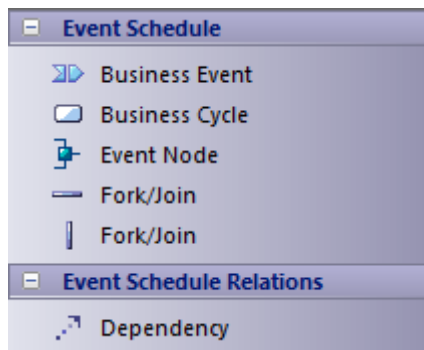 Event Schedule
Business Event
Business Cycle
Event Node
Fork/Join
Fork/Join
Event Schedule Relations
Dependency